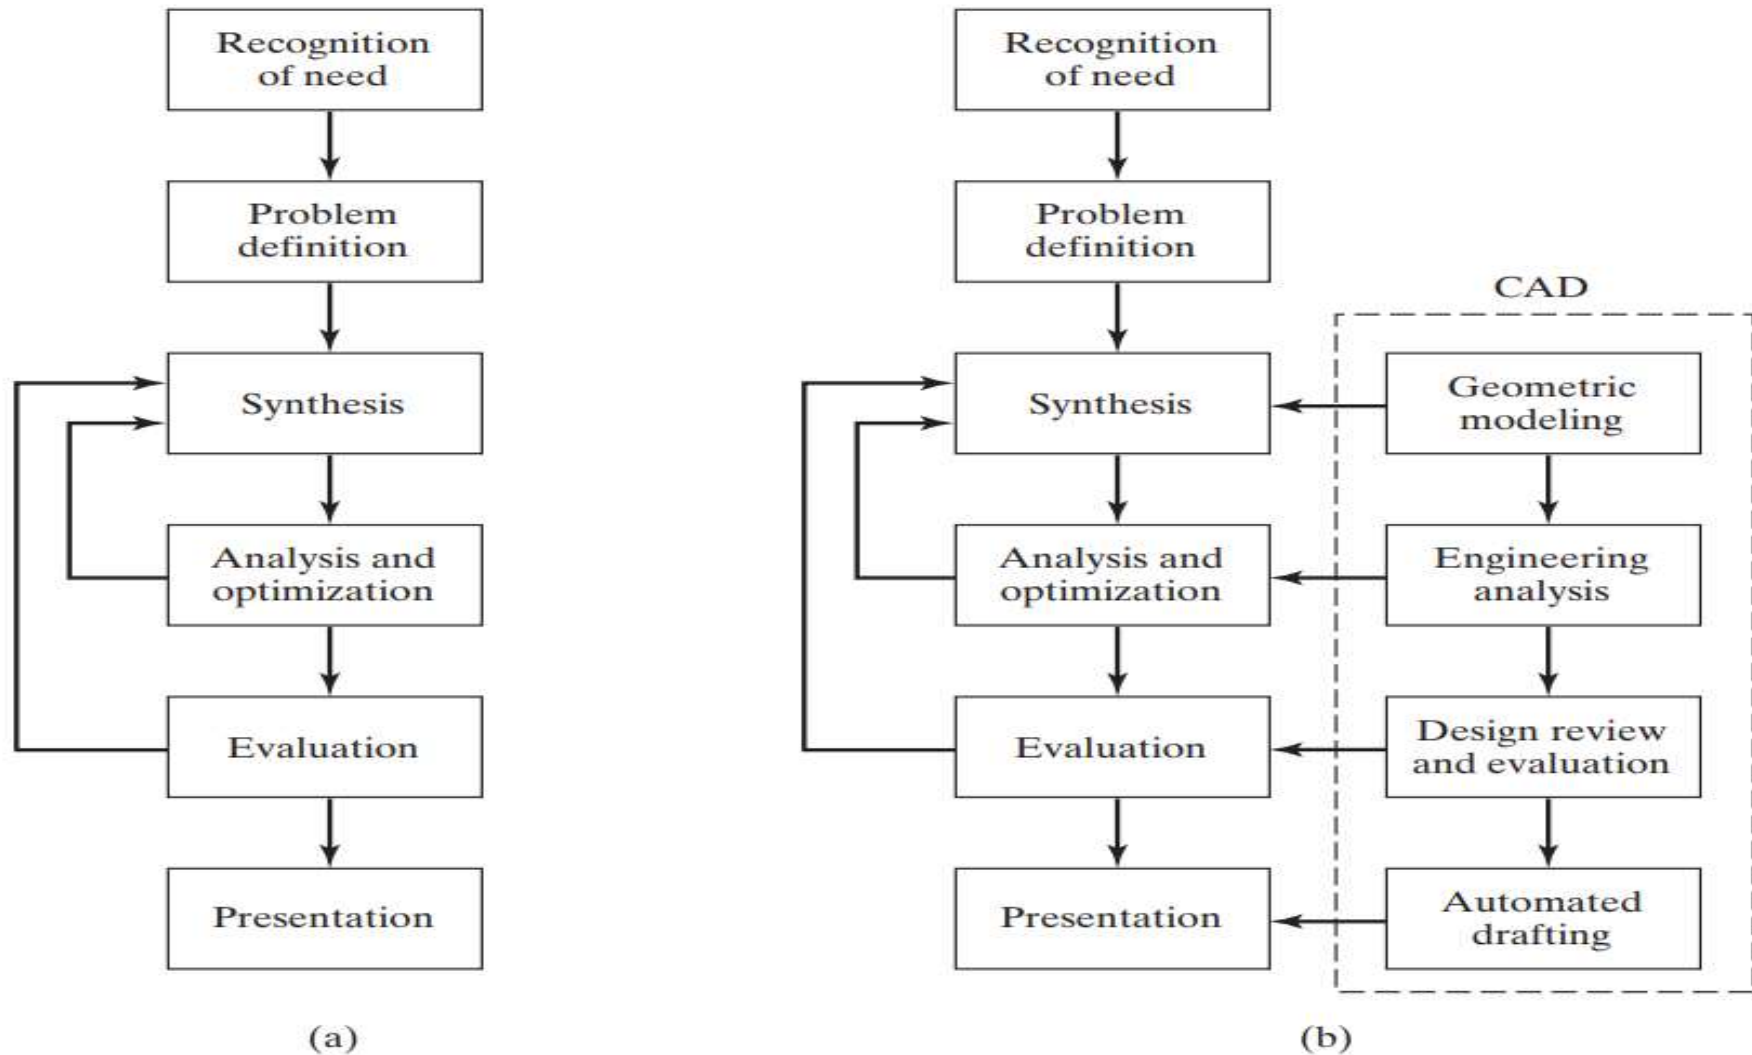 Recognition
of need
Problem
definition
Synthesis
Analysis and
optimization
Evaluation
Presentation
(a)
Recognition
of need
Problem
definition
Synthesis
Analysis and
optimization
Evaluation
Presentation
CAD
Geometric
modeling
Engineering
analysis
Design review
and evaluation
Automated
drafting
(b)